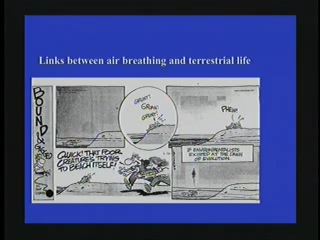 Links between air breathing and terrestrial life
BOUND &
GAGGED
GRUNT!
GRUNT!
GRUNT!
PHEW!
QUICK! THAT POOR
CREATURE'S TRYING
TO BEACH ITSELF!
IF ENVIRONMENTALISTS
EXISTED AT THE DAWN
OF EVOLUTION.